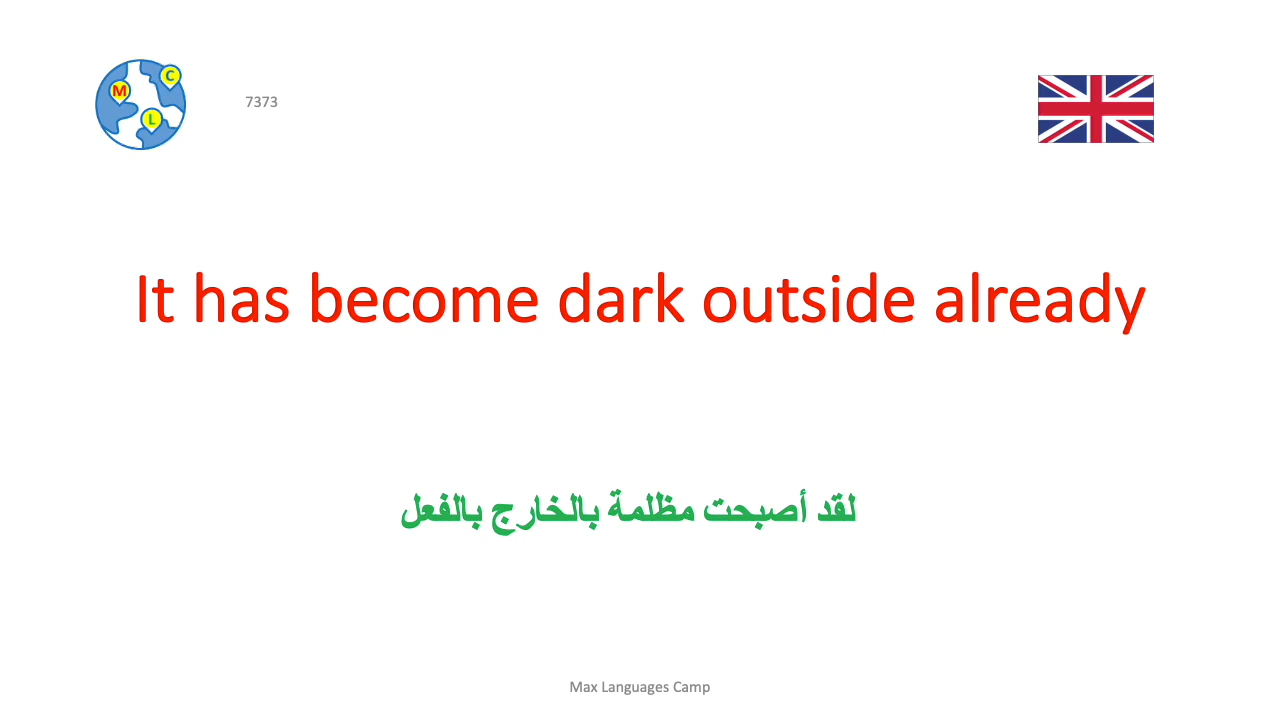 C
M
L
7373
It has become dark outside already
لقد أصبحت مظلمة بالخارج بالفعل
Max Languages Camp